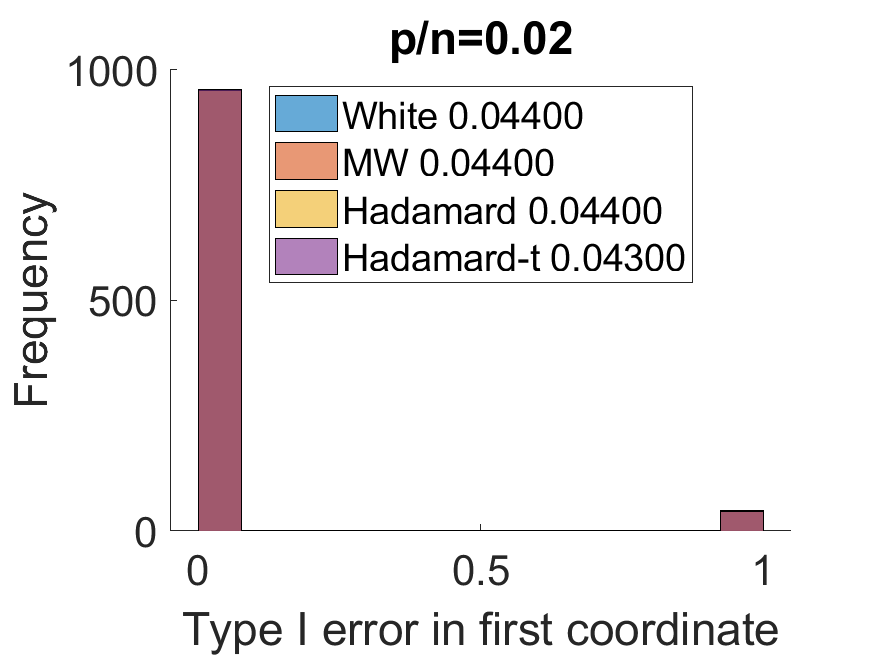 p/n=0.02
1000
500
0
Frequency
White 0.04400
MW 0.04400
Hadamard 0.04400
Hadamard-t 0.04300
0 0.5 1
Type I error in first coordinate